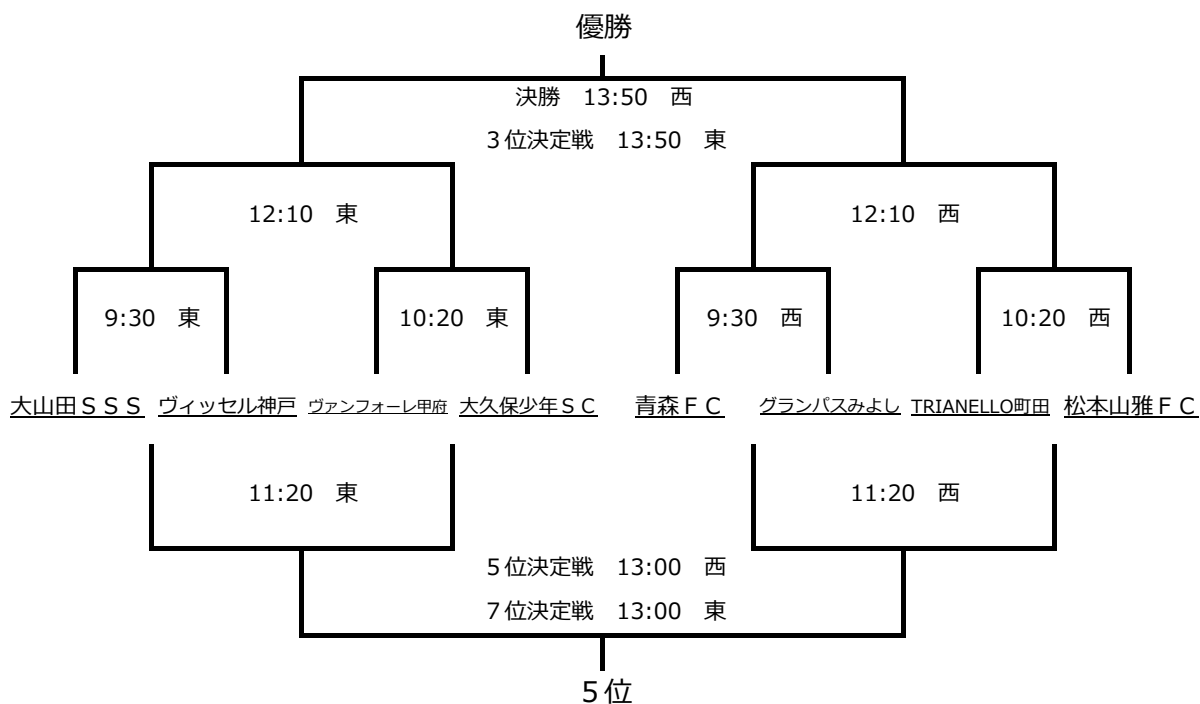 優勝
決勝　13:50　西
３位決定戦　13:50　東
12:10　東　12:10　西
9:30　東　10:20　東　9:30　西　10:20　西
大山田ＳＳＳ　ヴィッセル神戸　ヴァンフォーレ甲府　大久保少年ＳＣ　青森ＦＣ　グランパスみよし　TRIANELLO町田　松本山雅ＦＣ
11:20　東　11:20　西
５位決定戦　13:00　西
７位決定戦　13:00　東
５位